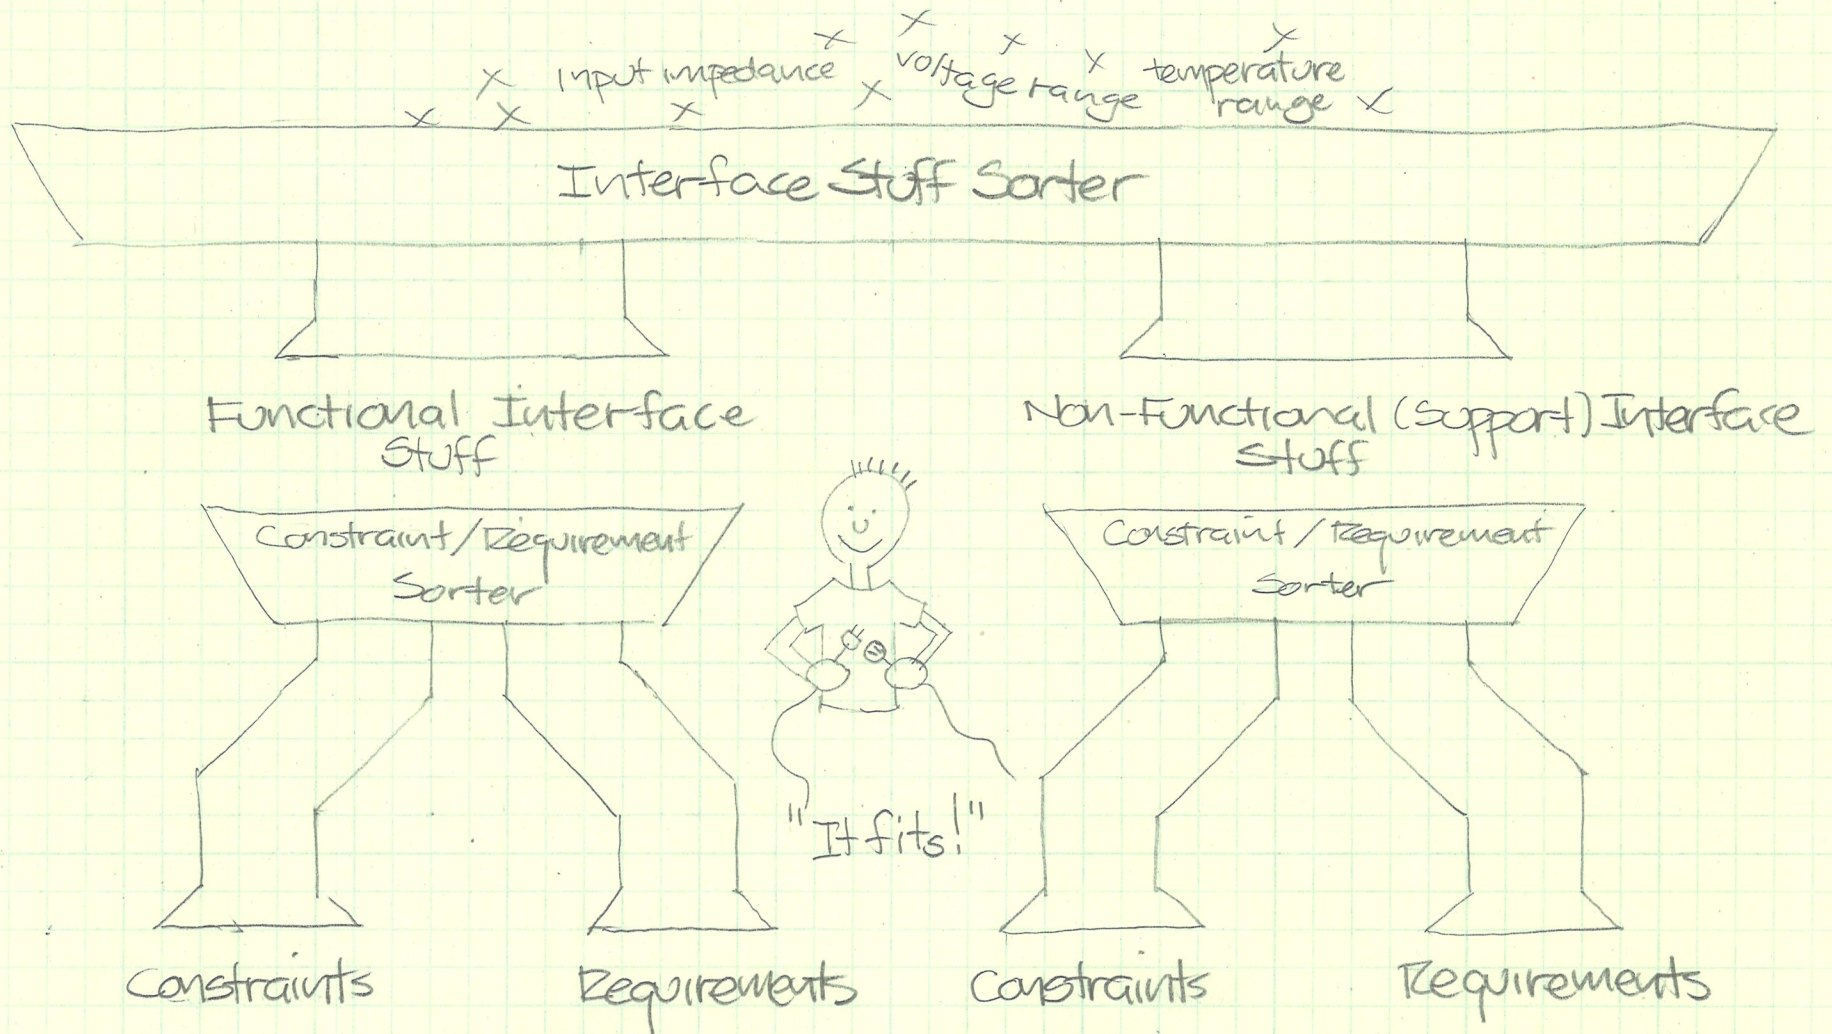 input impedance
voltage range
temperature
range
Interface Stuff Sorter
Functional Interface
Stuff
Non-Functional (Support) Interface
Stuff
Constraint/Requirement
Sorter
Constraint/Requirement
Sorter
"It fits!"
Constraints
Requirements
Constraints
Requirements